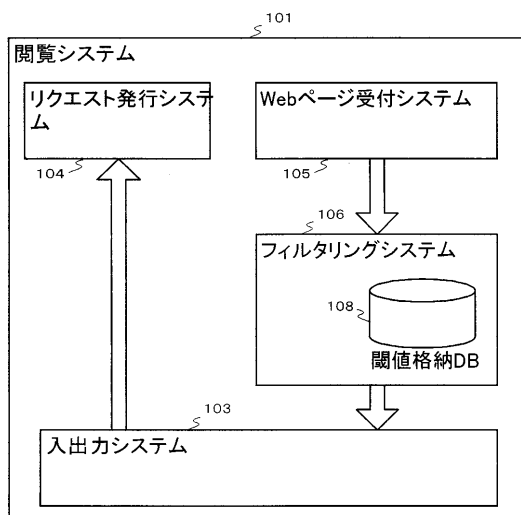 101
閲覧システム
リクエスト発行システ
ム
104
Webページ受付システム
105
106
フィルタリングシステム
108
閾値格納DB
103
入出力システム